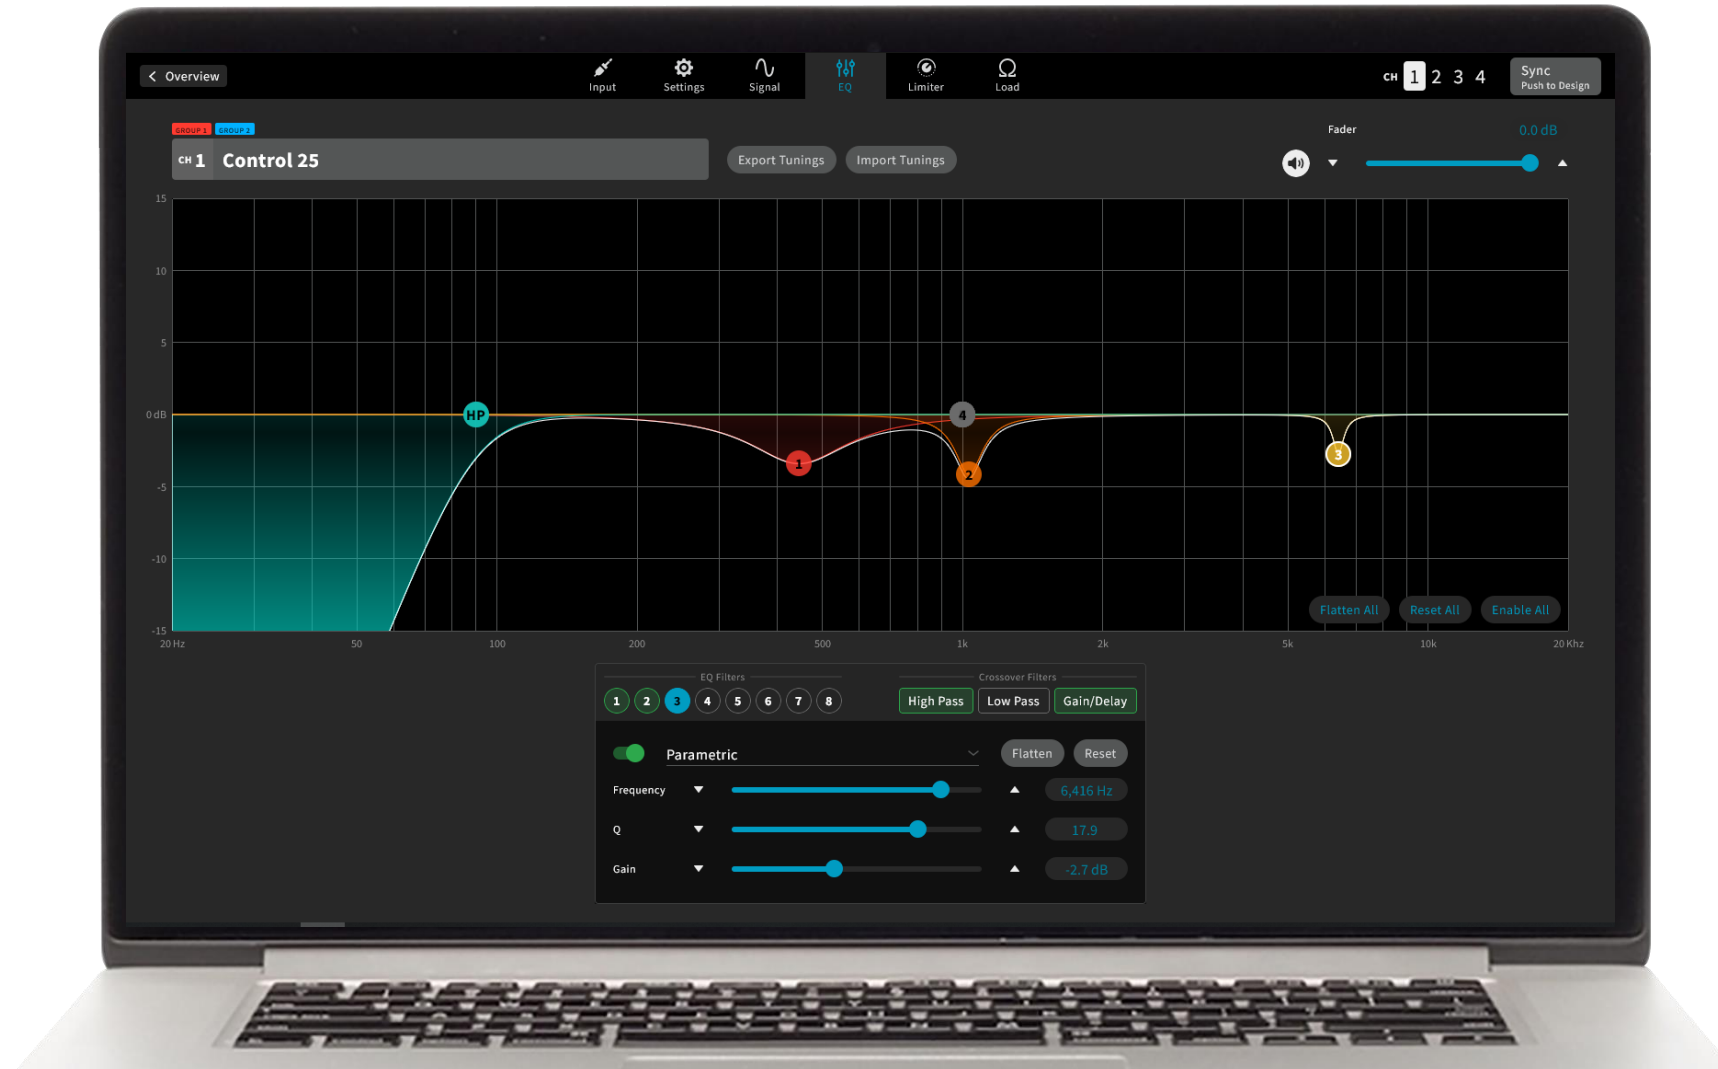 Overview
Input
Settings
Signal
EQ
Limiter
Load
CH 1 2 3 4
Sync
Push to Design
GROUP 1 GROUP 2
CH 1 Control 25
Export Tunings
Import Tunings
Fader 0.0 dB
15
10
5
0 dB
-5
-10
-15
HP
1
2
3
4
Flatten All
Reset All
Enable All
20 Hz 50 100 200 500 1k 2k 5k 10k 20 Khz
EQ Filters
1 2 3 4 5 6 7 8
Crossover Filters
High Pass
Low Pass
Gain/Delay
Parametric
Flatten
Reset
Frequency 6,416 Hz
Q 17.9
Gain -2.7 dB